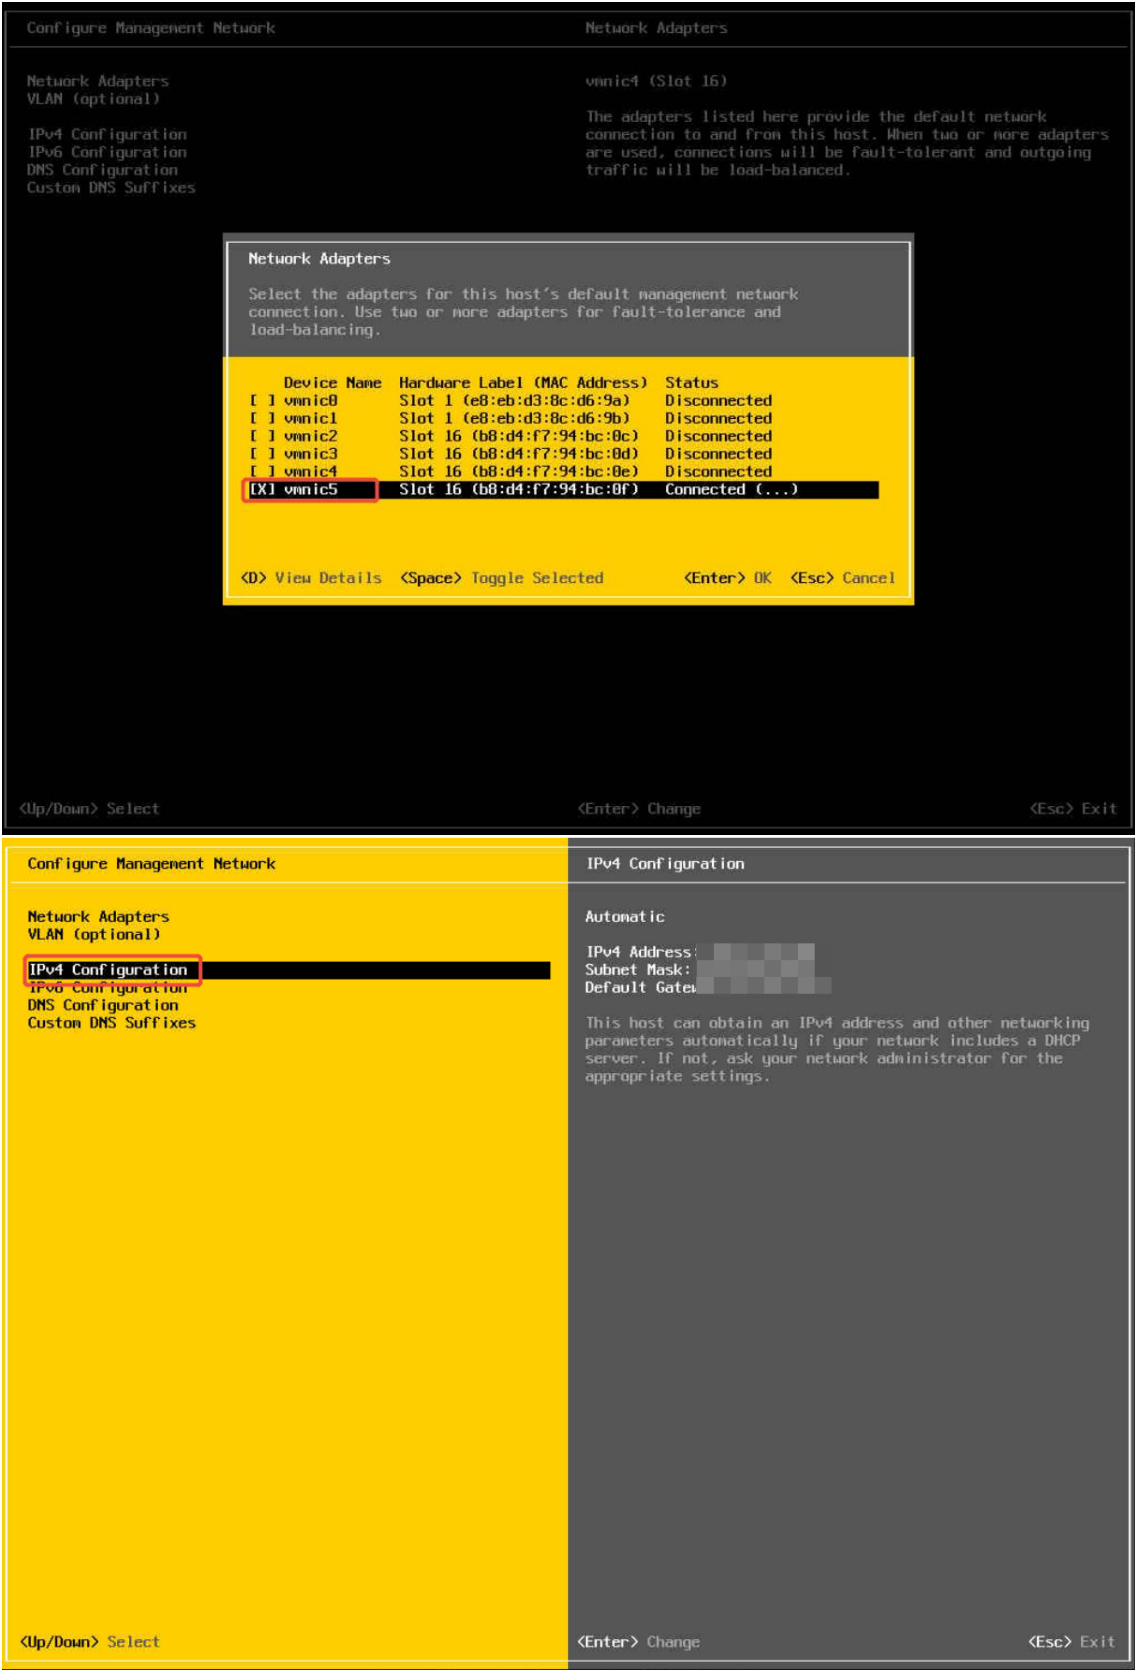 Configure Management Network
Network Adapters
Network Adapters
VLAN (optional)
IPv4 Configuration
IPv6 Configuration
DNS Configuration
Custom DNS Suffixes
vmnic4 (Slot 16)
The adapters listed here provide the default network
connection to and from this host. When two or more adapters
are used, connections will be fault-tolerant and outgoing
traffic will be load-balanced.
Network Adapters
Select the adapters for this host's default management network
connection. Use two or more adapters for fault-tolerance and
load-balancing.
Device Name Hardware Label (MAC Address) Status
[ ] vmnic0 Slot 1 (e8:eb:d3:8c:d6:9a) Disconnected
[ ] vmnic1 Slot 1 (e8:eb:d3:8c:d6:9b) Disconnected
[ ] vmnic2 Slot 16 (b8:d4:f7:94:bc:0c) Disconnected
[ ] vmnic3 Slot 16 (b8:d4:f7:94:bc:0d) Disconnected
[ ] vmnic4 Slot 16 (b8:d4:f7:94:bc:0e) Disconnected
[X] vmnic5 Slot 16 (b8:d4:f7:94:bc:0f) Connected (...)
<D> View Details <Space> Toggle Selected <Enter> OK <Esc> Cancel
<Up/Down> Select <Enter> Change <Esc> Exit
Configure Management Network
IPv4 Configuration
Network Adapters
VLAN (optional)
IPv4 Configuration
IPv6 Configuration
DNS Configuration
Custom DNS Suffixes
Automatic
IPv4 Address:
Subnet Mask:
Default
This host can obtain an IPv4 address and other networking
parameters automatically if your network includes a DHCP
server. If not, ask your network administrator for the
appropriate settings.
<Up/Down> Select <Enter> Change <Esc> Exit